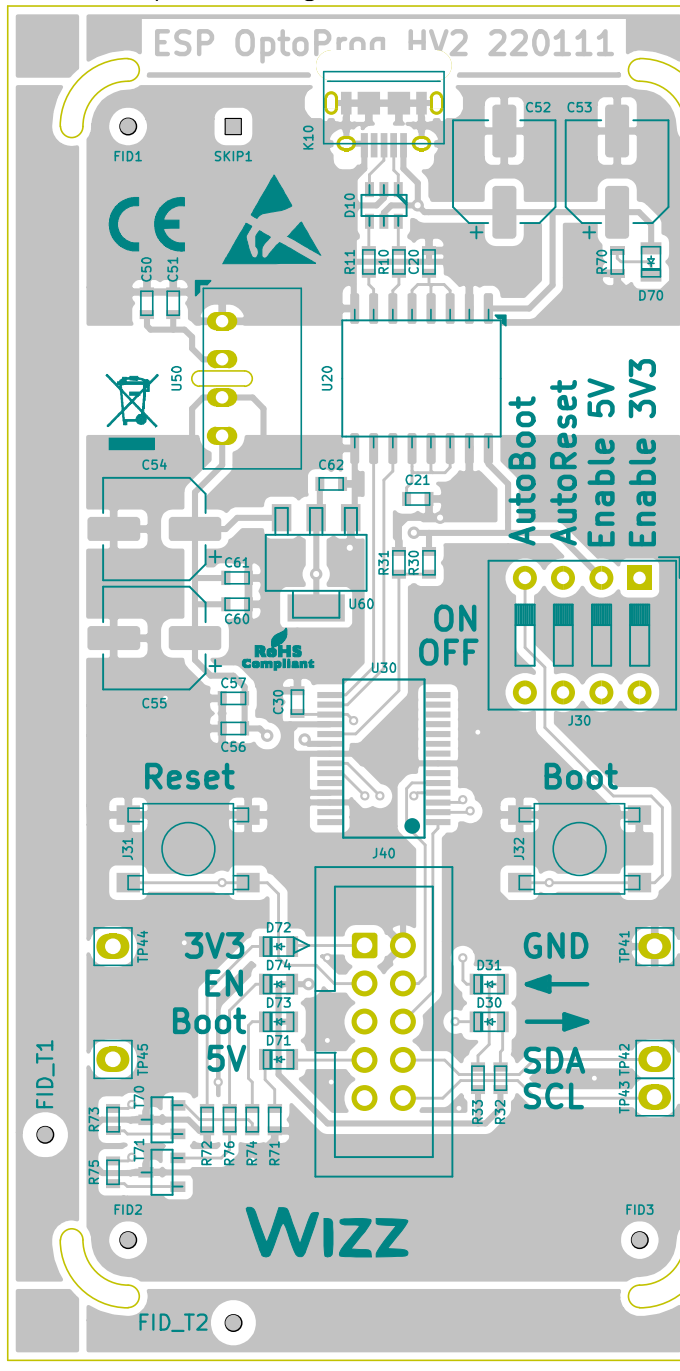 ESP OptoProg HV2 220111
K10
C52
C53
FID1
SKIP1
D10
CE
C50
C51
R11
R10
C20
R70
D70
U50
U20
AutoBoot
AutoReset
Enable 5V
Enable 3V3
C54
C62
C21
R31
R30
C61
C60
U60
ON
OFF
RoHS
Compliant
C57
C30
U30
C55
C56
J30
Reset
Boot
J31
J32
J40
D72
3V3
TP44
GND
TP41
D74
EN
D31
D73
Boot
D30
D71
5V
TP45
SDA
TP42
SCL
TP43
FID_T1
T70
R73
R33
R32
T71
R72
R76
R74
R71
R75
FID2
FID3
Wizz
FID_T2